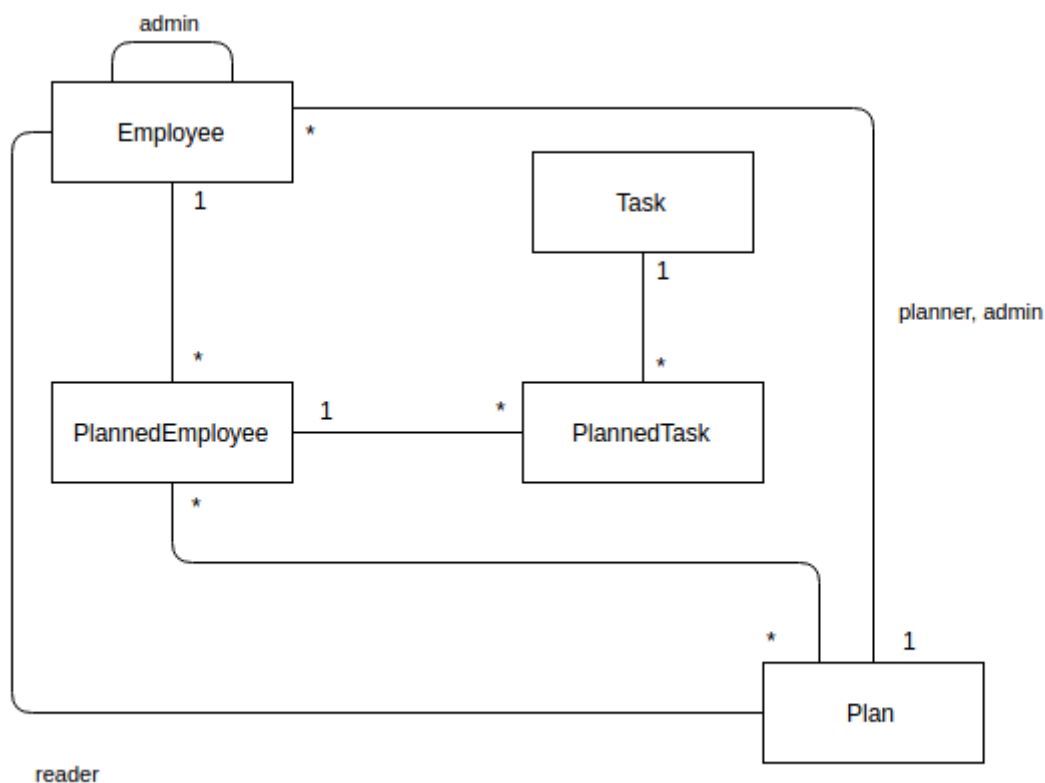 admin
Employee
*
1
Task
1
planner, admin
*
*
PlannedEmployee
1
*
PlannedTask
*
*
1
Plan
reader